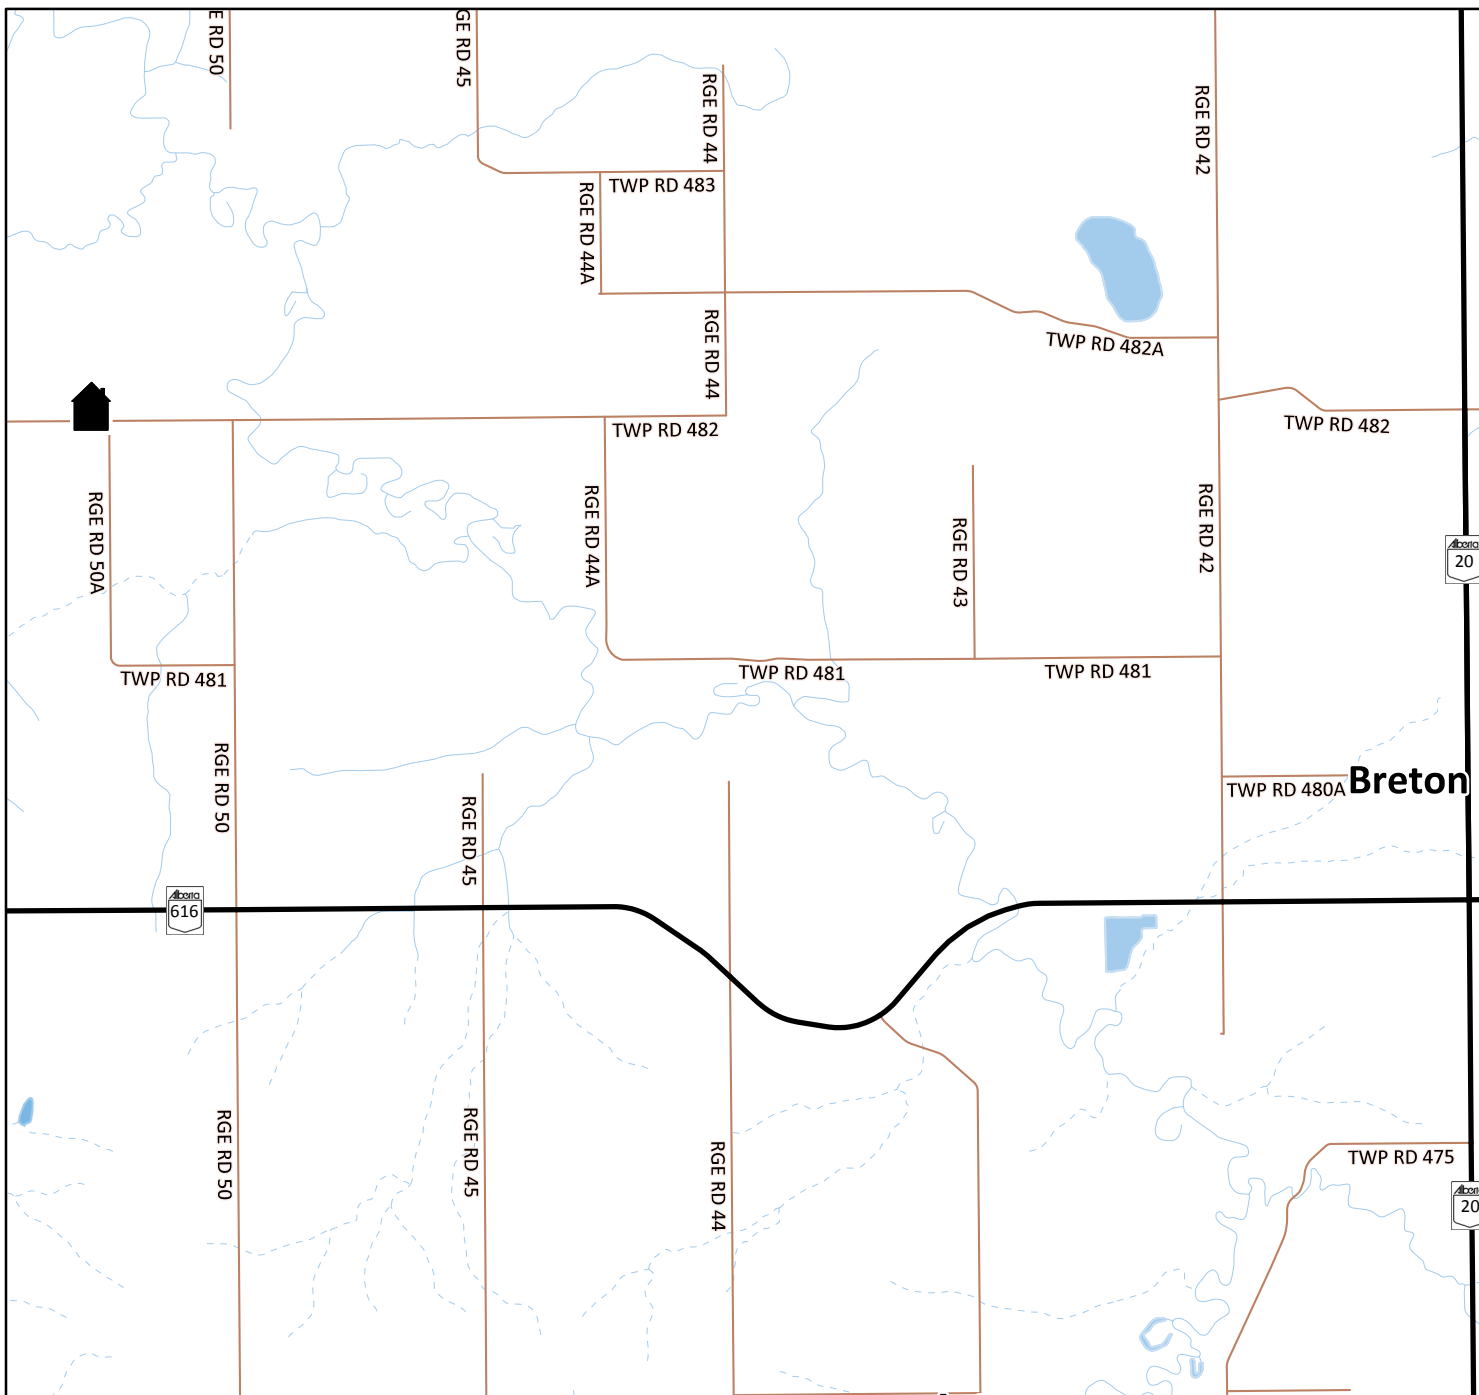 E RD 50
GE RD 45
RGE RD 44
RGE RD 42
TWP RD 483
RGE RD 44A
RGE RD 44
TWP RD 482A
TWP RD 482
TWP RD 482
RGE RD 50A
RGE RD 44A
RGE RD 43
RGE RD 42
Alberta
20
TWP RD 481
TWP RD 481
TWP RD 481
RGE RD 50
RGE RD 45
TWP RD 480A
Breton
Alberta
616
RGE RD 50
RGE RD 45
RGE RD 44
TWP RD 475
Albert
20